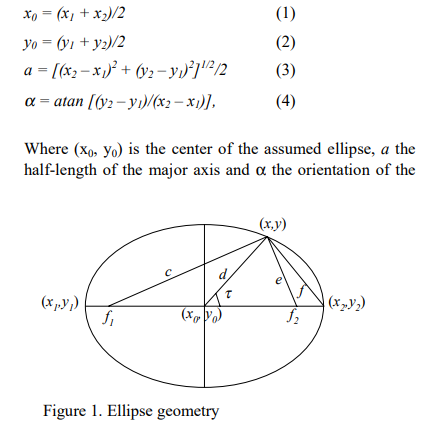 x₀ = (x₁ + x₂)/2 (1)
y₀ = (y₁ + y₂)/2 (2)
a = [(x₂ – x₁)² + (y₂ – y₁)²]^{1/2}/2 (3)
α = atan [(y₂ – y₁)/(x₂ – x₁)], (4)
Where (x₀, y₀) is the center of the assumed ellipse, a the
half-length of the major axis and α the orientation of the
(x,y)
c d e f
τ
(x₁,y₁) f₁ (x₀, y₀) f₂ (x₂,y₂)
Figure 1. Ellipse geometry